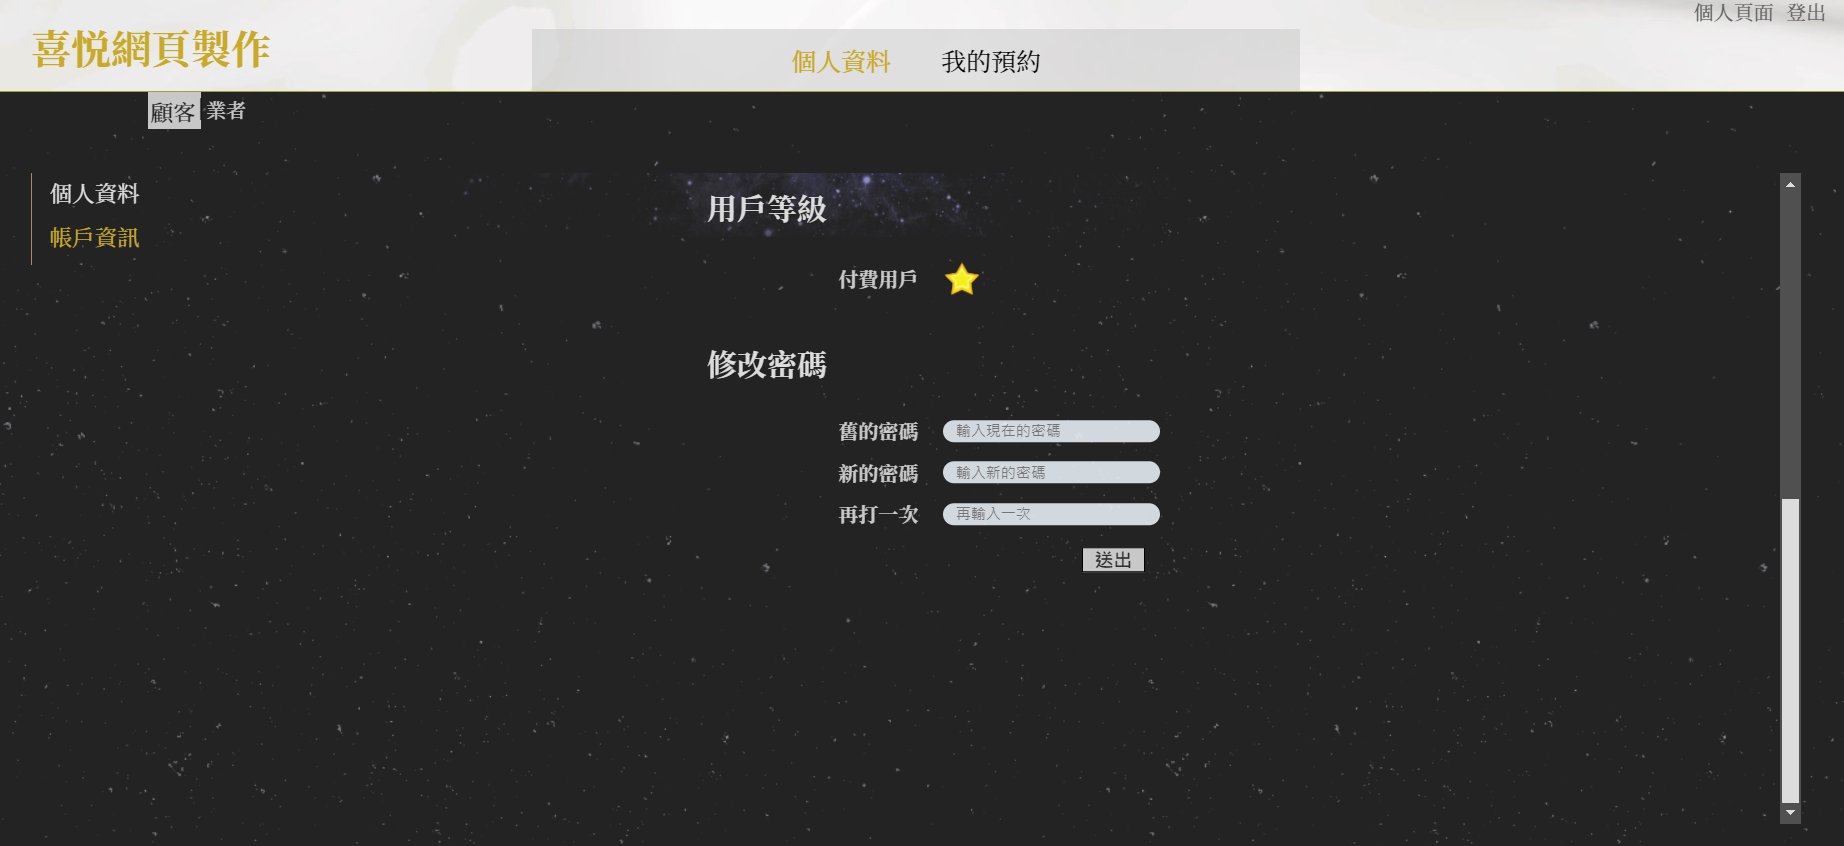 個人頁面 登出
喜悅網頁製作
個人資料 我的預約
顧客 業者
個人資料
帳戶資訊
用戶等級
付費用戶
修改密碼
舊的密碼 輸入現在的密碼
新的密碼 輸入新的密碼
再打一次 再輸入一次
送出